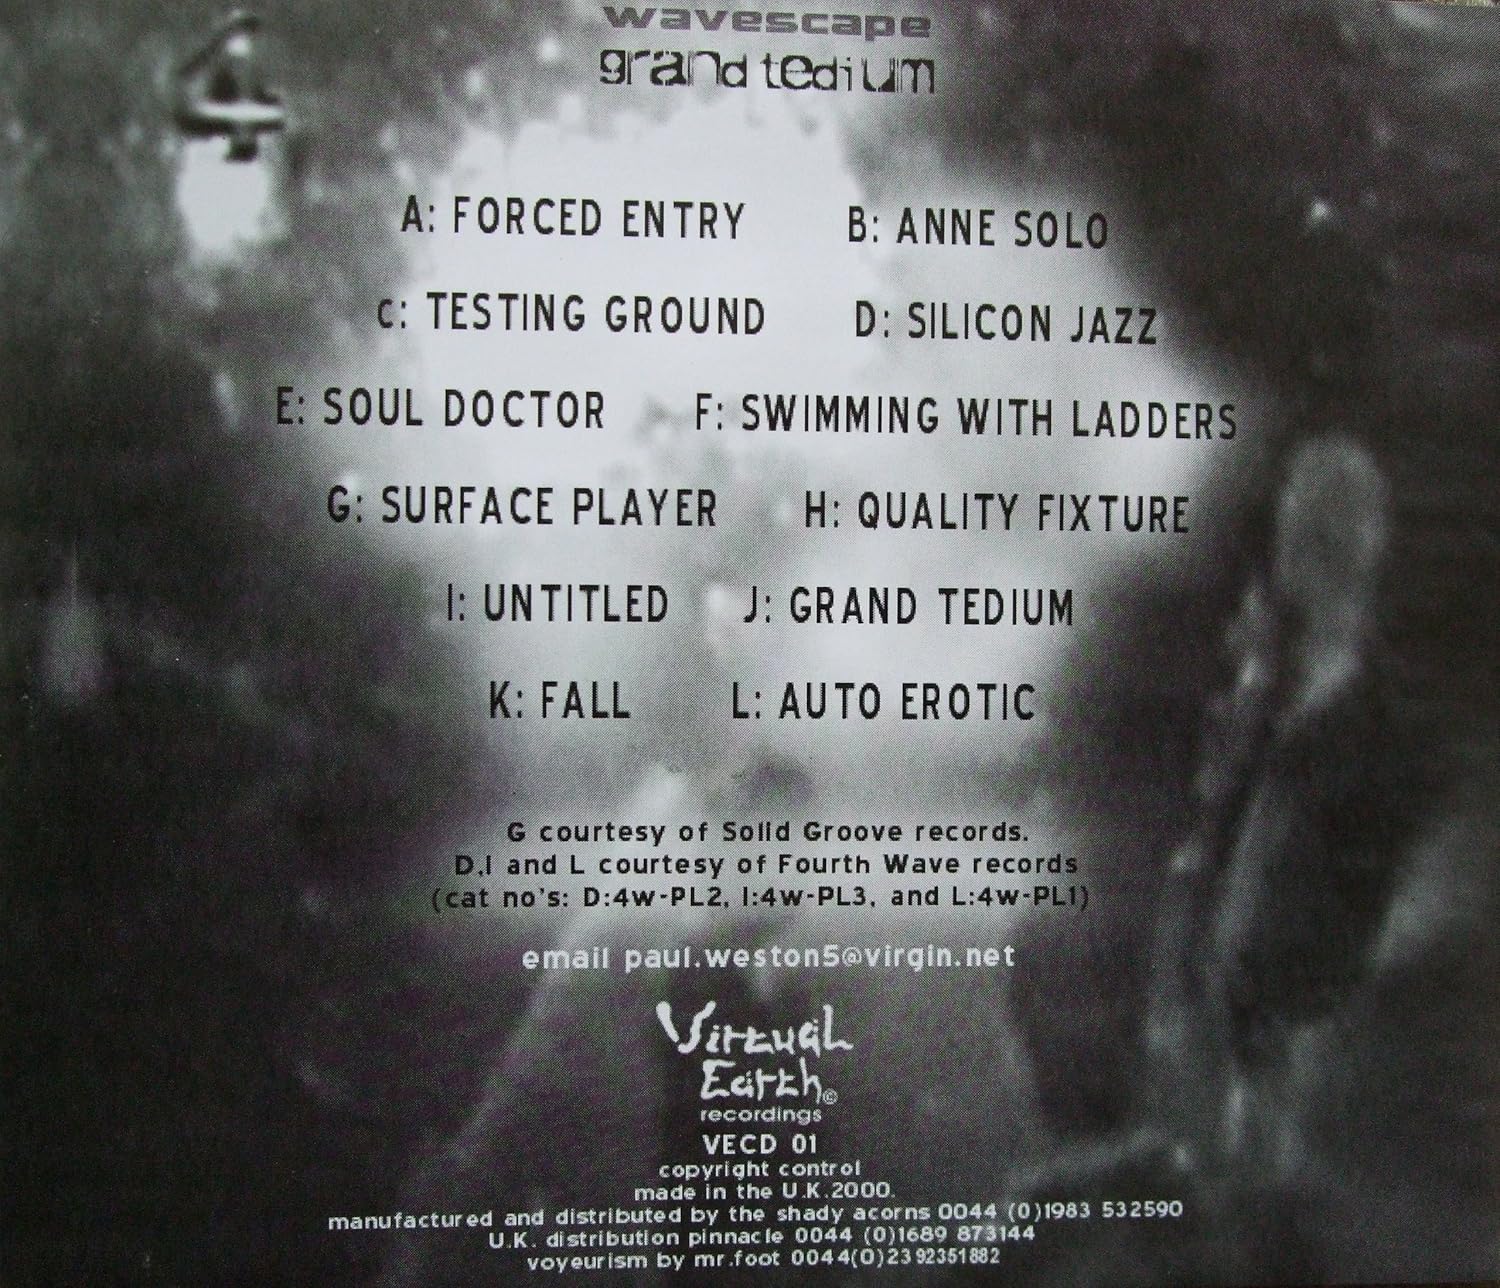 wavescape
grand tedium
A: FORCED ENTRY B: ANNE SOLO
c: TESTING GROUND D: SILICON JAZZ
E: SOUL DOCTOR F: SWIMMING WITH LADDERS
G: SURFACE PLAYER H: QUALITY FIXTURE
I: UNTITLED J: GRAND TEDIUM
K: FALL L: AUTO EROTIC
G courtesy of Solid Groove records.
D,I and L courtesy of Fourth Wave records
(cat no's: D:4w-PL2, I:4w-PL3, and L:4w-PL1)
email paul.weston5@virgin.net
Virtual
Earth©
recordings
VECD 01
copyright control
made in the U.K.2000.
manufactured and distributed by the shady acorns 0044 (0)1983 532590
U.K. distribution pinnacle 0044 (0)1689 873144
voyeurism by mr.foot 0044(0)2392351882